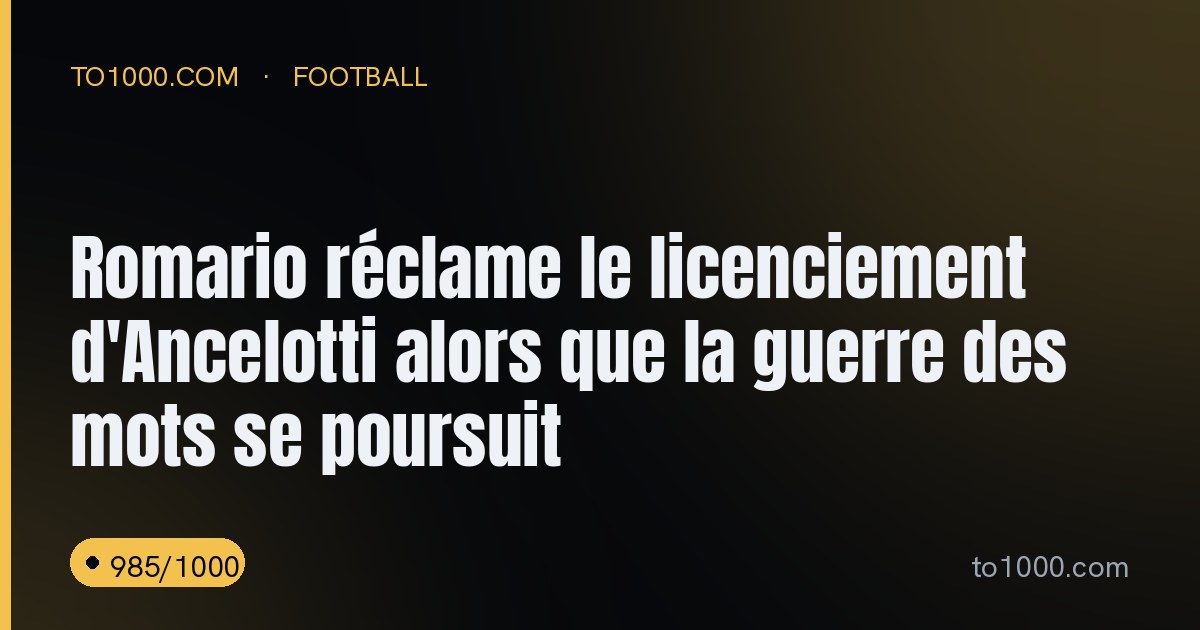 TO1000.COM · FOOTBALL
Romario réclame le licenciement
d'Ancelotti alors que la guerre des
mots se poursuit
985/1000
to1000.com